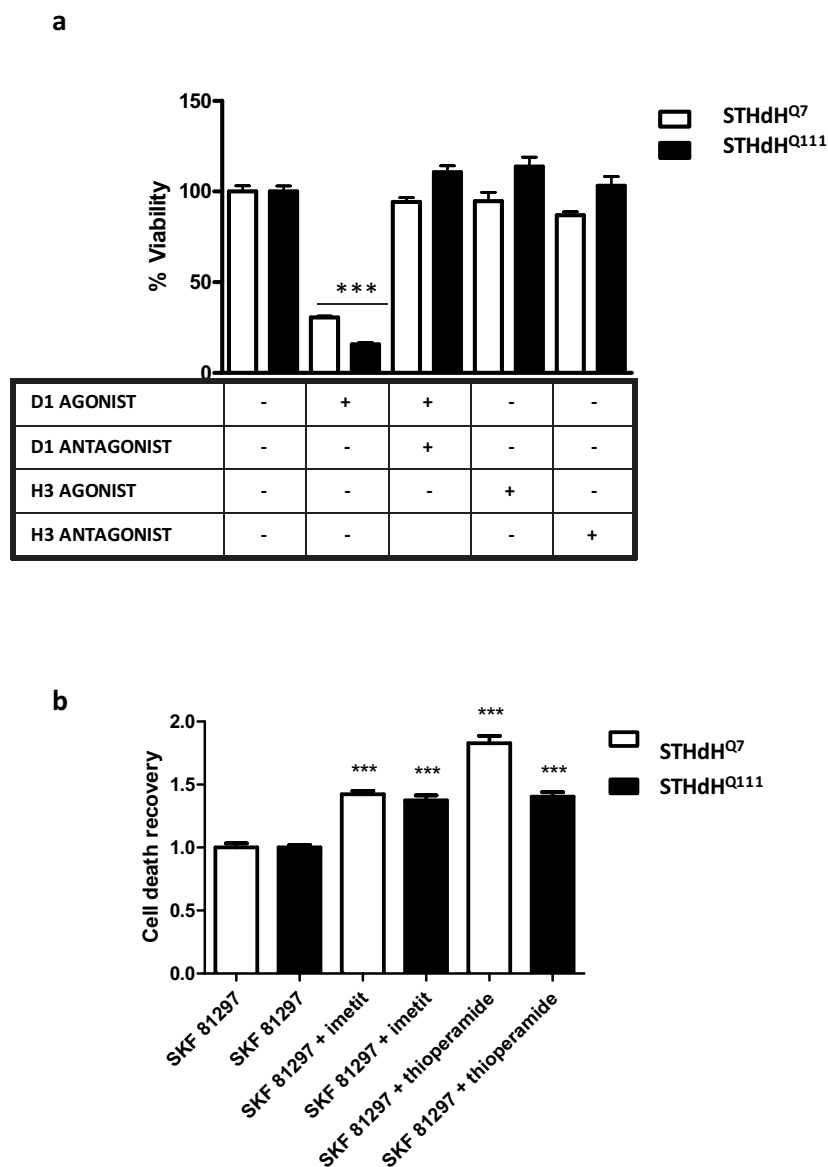 a
150
100
50
0
% Viability
***
STHdHQ7
STHdHQ111
D1 AGONIST - + + - -
D1 ANTAGONIST - - + - -
H3 AGONIST - - - + -
H3 ANTAGONIST - - - +
b
2.0
1.5
1.0
0.5
0.0
Cell death recovery
*** *** *** ***
STHdHQ7
STHdHQ111
SKF 81297
SKF 81297
SKF 81297 + imetit
SKF 81297 + imetit
SKF 81297 + thioperamide
SKF 81297 + thioperamide